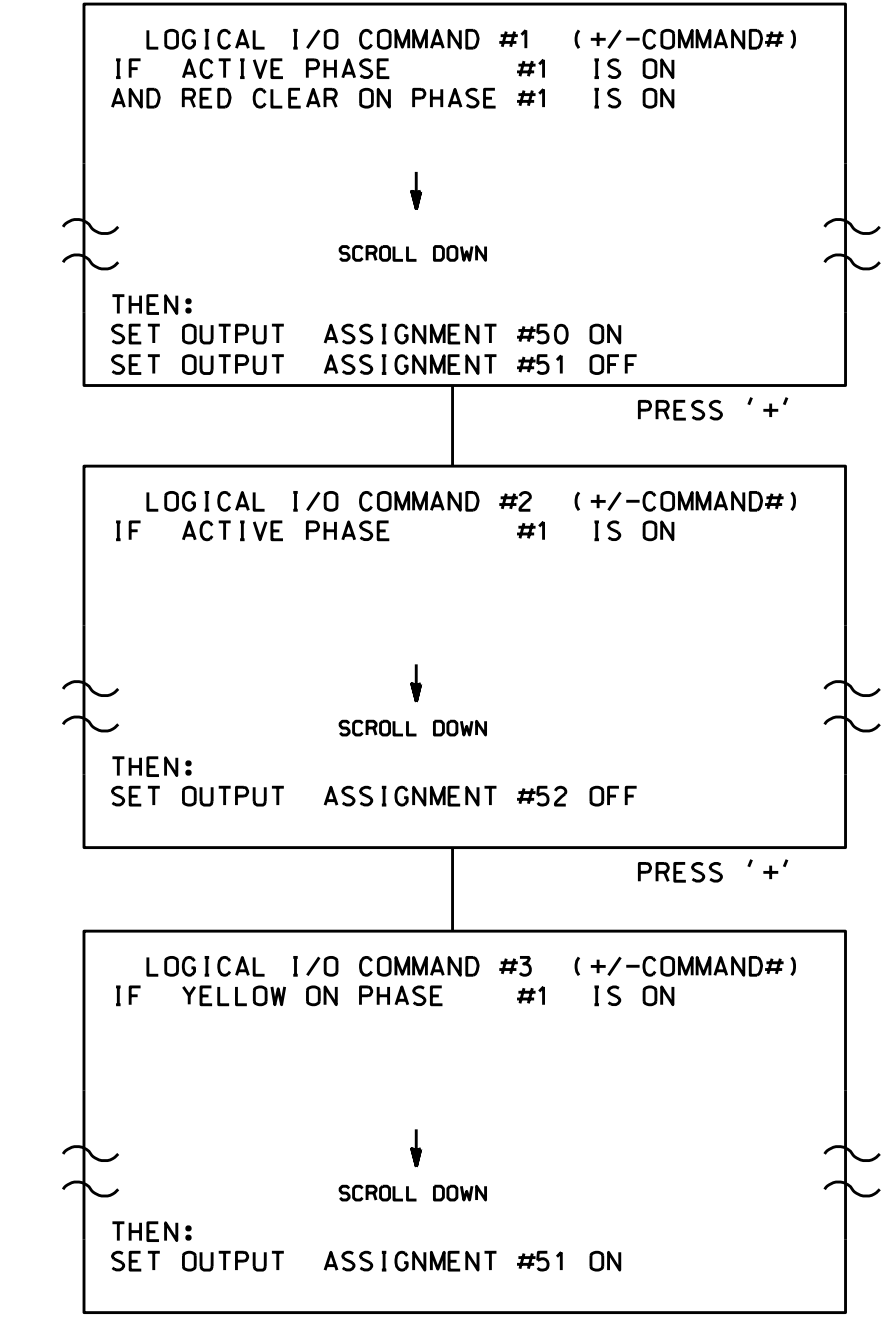 LOGICAL I/O COMMAND #1 (+/-COMMAND#)
IF ACTIVE PHASE #1 IS ON
AND RED CLEAR ON PHASE #1 IS ON
SCROLL DOWN
THEN:
SET OUTPUT ASSIGNMENT #50 ON
SET OUTPUT ASSIGNMENT #51 OFF
PRESS '+'
LOGICAL I/O COMMAND #2 (+/-COMMAND#)
IF ACTIVE PHASE #1 IS ON
SCROLL DOWN
THEN:
SET OUTPUT ASSIGNMENT #52 OFF
PRESS '+'
LOGICAL I/O COMMAND #3 (+/-COMMAND#)
IF YELLOW ON PHASE #1 IS ON
SCROLL DOWN
THEN:
SET OUTPUT ASSIGNMENT #51 ON